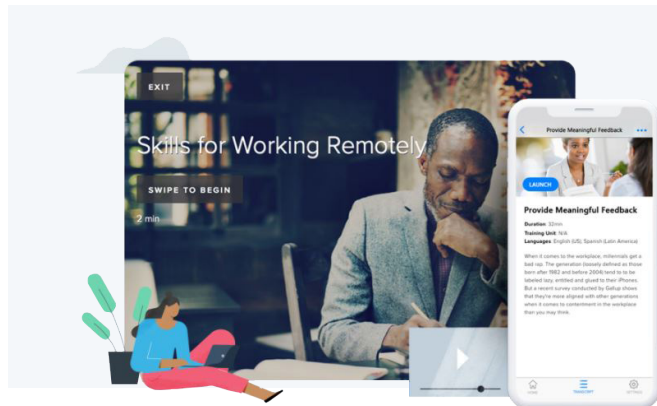 EXIT
Skills for Working Remotely
SWIPE TO BEGIN
2 min
Provide Meaningful Feedback
LAUNCH
Provide Meaningful Feedback
Duration: 32min
Training Unit: N/A
Languages: English (US), Spanish (Latin America)
When it comes to the workplace, millennials get a
bad rap. The generation (loosely defined as those
born after 1982 and before 2004) tend to to be
labeled lazy, entitled and glued to their iPhones.
But a recent survey conducted by Gallup shows
that they're more aligned with other generations
when it comes to contentment in the workplace
than you may think.
HOME
TRANSCRIPT
SETTINGS